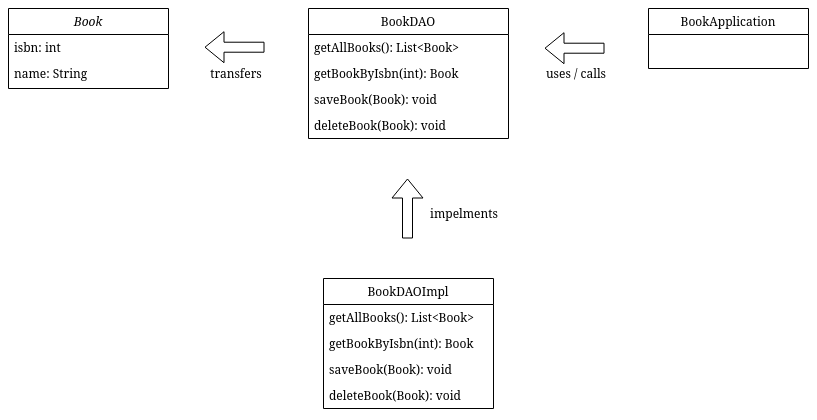 Book
isbn: int
name: String
transfers
BookDAO
getAllBooks(): List<Book>
getBookByIsbn(int): Book
saveBook(Book): void
deleteBook(Book): void
uses / calls
BookApplication
impelments
BookDAOImpl
getAllBooks(): List<Book>
getBookByIsbn(int): Book
saveBook(Book): void
deleteBook(Book): void